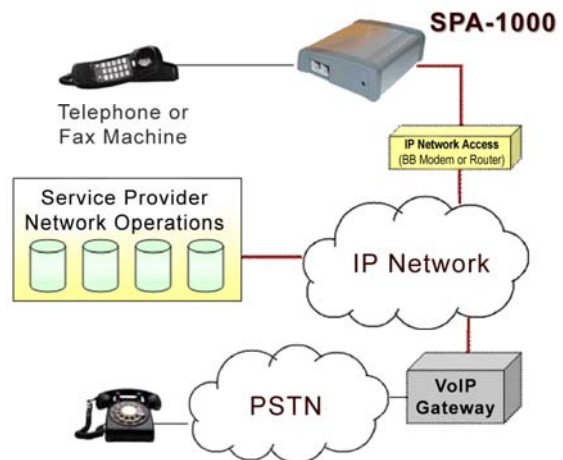 SPA-1000
Telephone or
Fax Machine
IP Network Access
(BB Modem or Router)
Service Provider
Network Operations
IP Network
VoIP
Gateway
PSTN